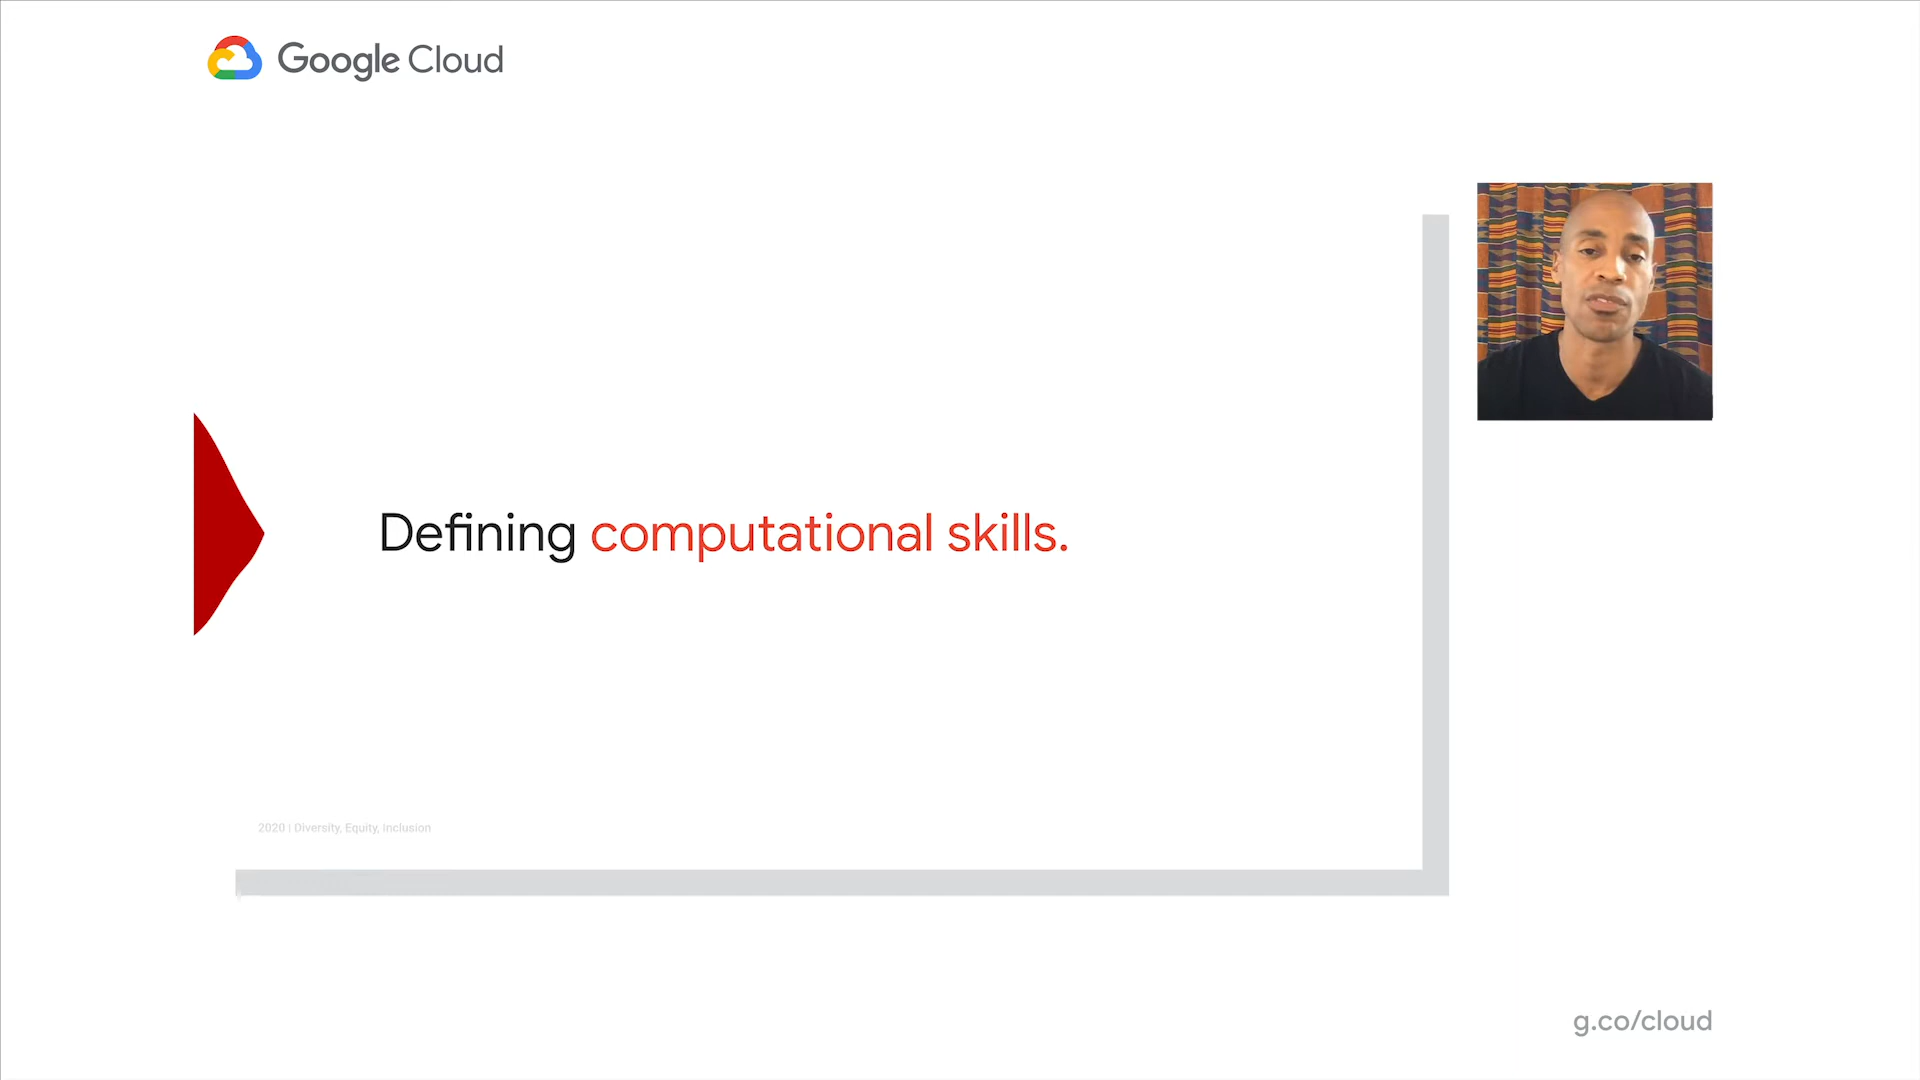 Google Cloud
Defining computational skills.
2020 | Diversity, Equity, Inclusion
g.co/cloud